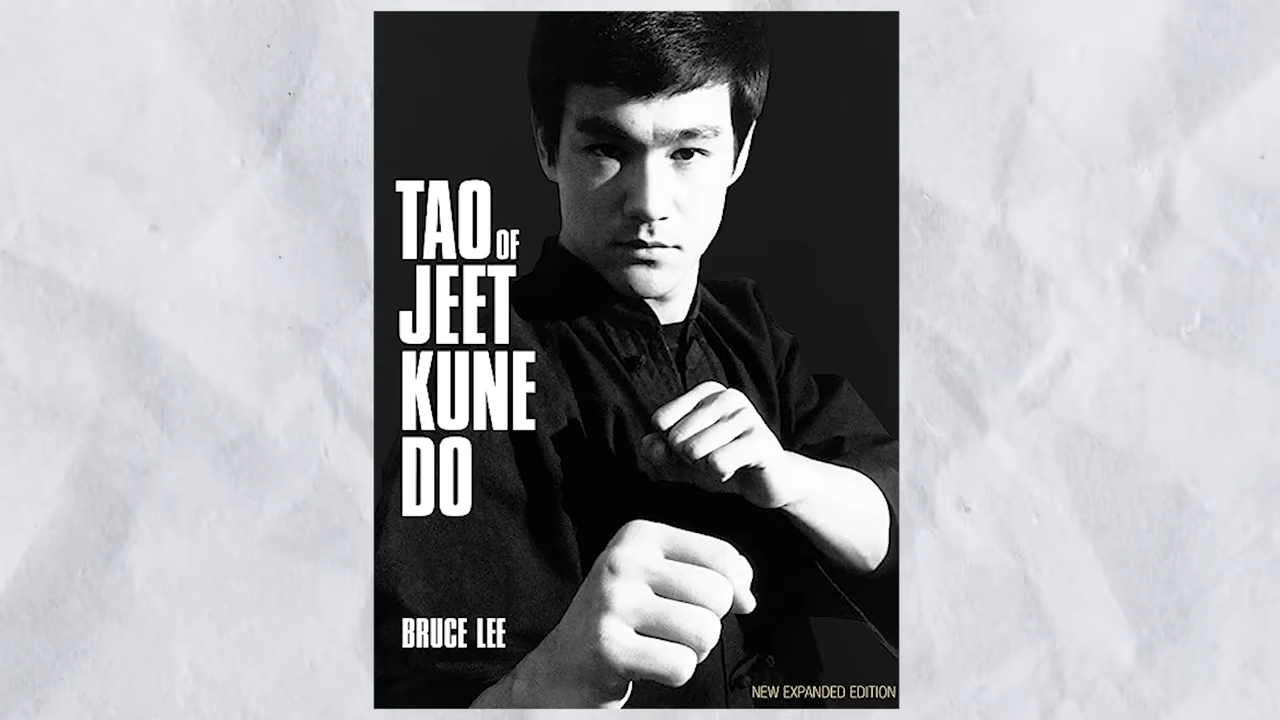 TAO OF
JEET
KUNE
DO
BRUCE LEE
NEW EXPANDED EDITION